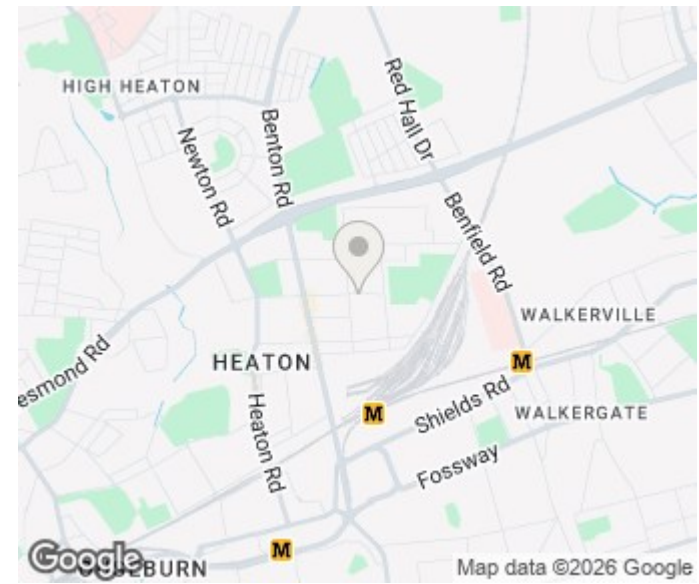 HIGH HEATON
Newton Rd
Benton Rd
Red Hall Dr
Benfield Rd
WALKERVILLE
HEATON
esmond Rd
M
M
Shields Rd
WALKERGATE
Heaton Rd
Fossway
M
Google
OUSEBURN
Map data ©2026 Google